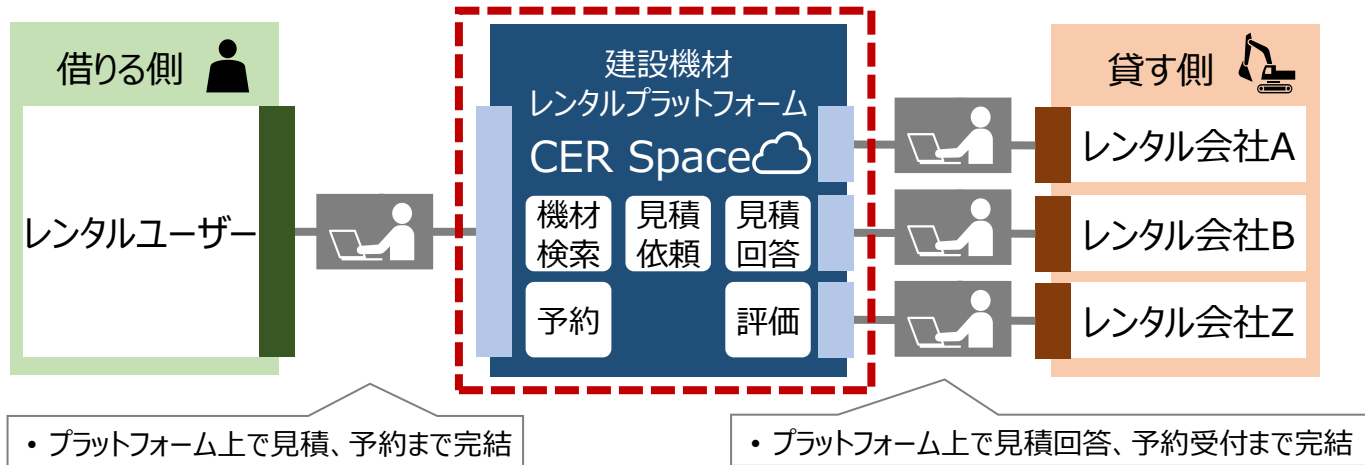 借りる側
レンタルユーザー
建設機材
レンタルプラットフォーム
CER Space
機材
検索
見積
依頼
見積
回答
予約
評価
貸す側
レンタル会社A
レンタル会社B
レンタル会社Z
• プラットフォーム上で見積、予約まで完結
• プラットフォーム上で見積回答、予約受付まで完結